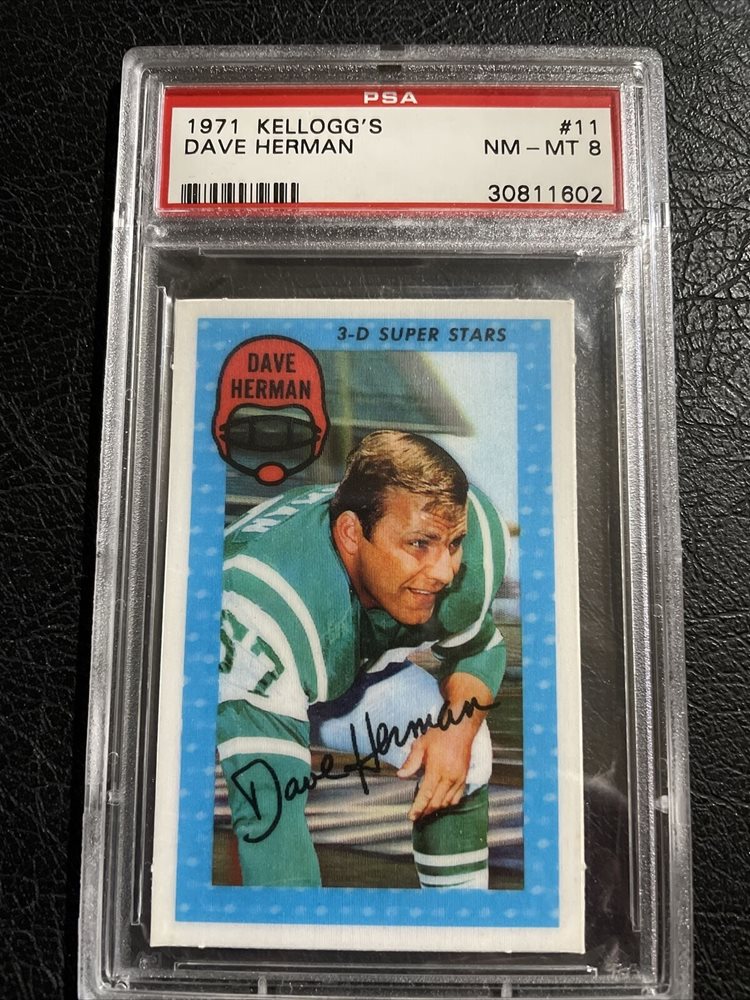 PSA
1971 KELLOGG'S #11
DAVE HERMAN NM-MT 8
30811602
3-D SUPER STARS
DAVE
HERMAN
67
Dave Herman